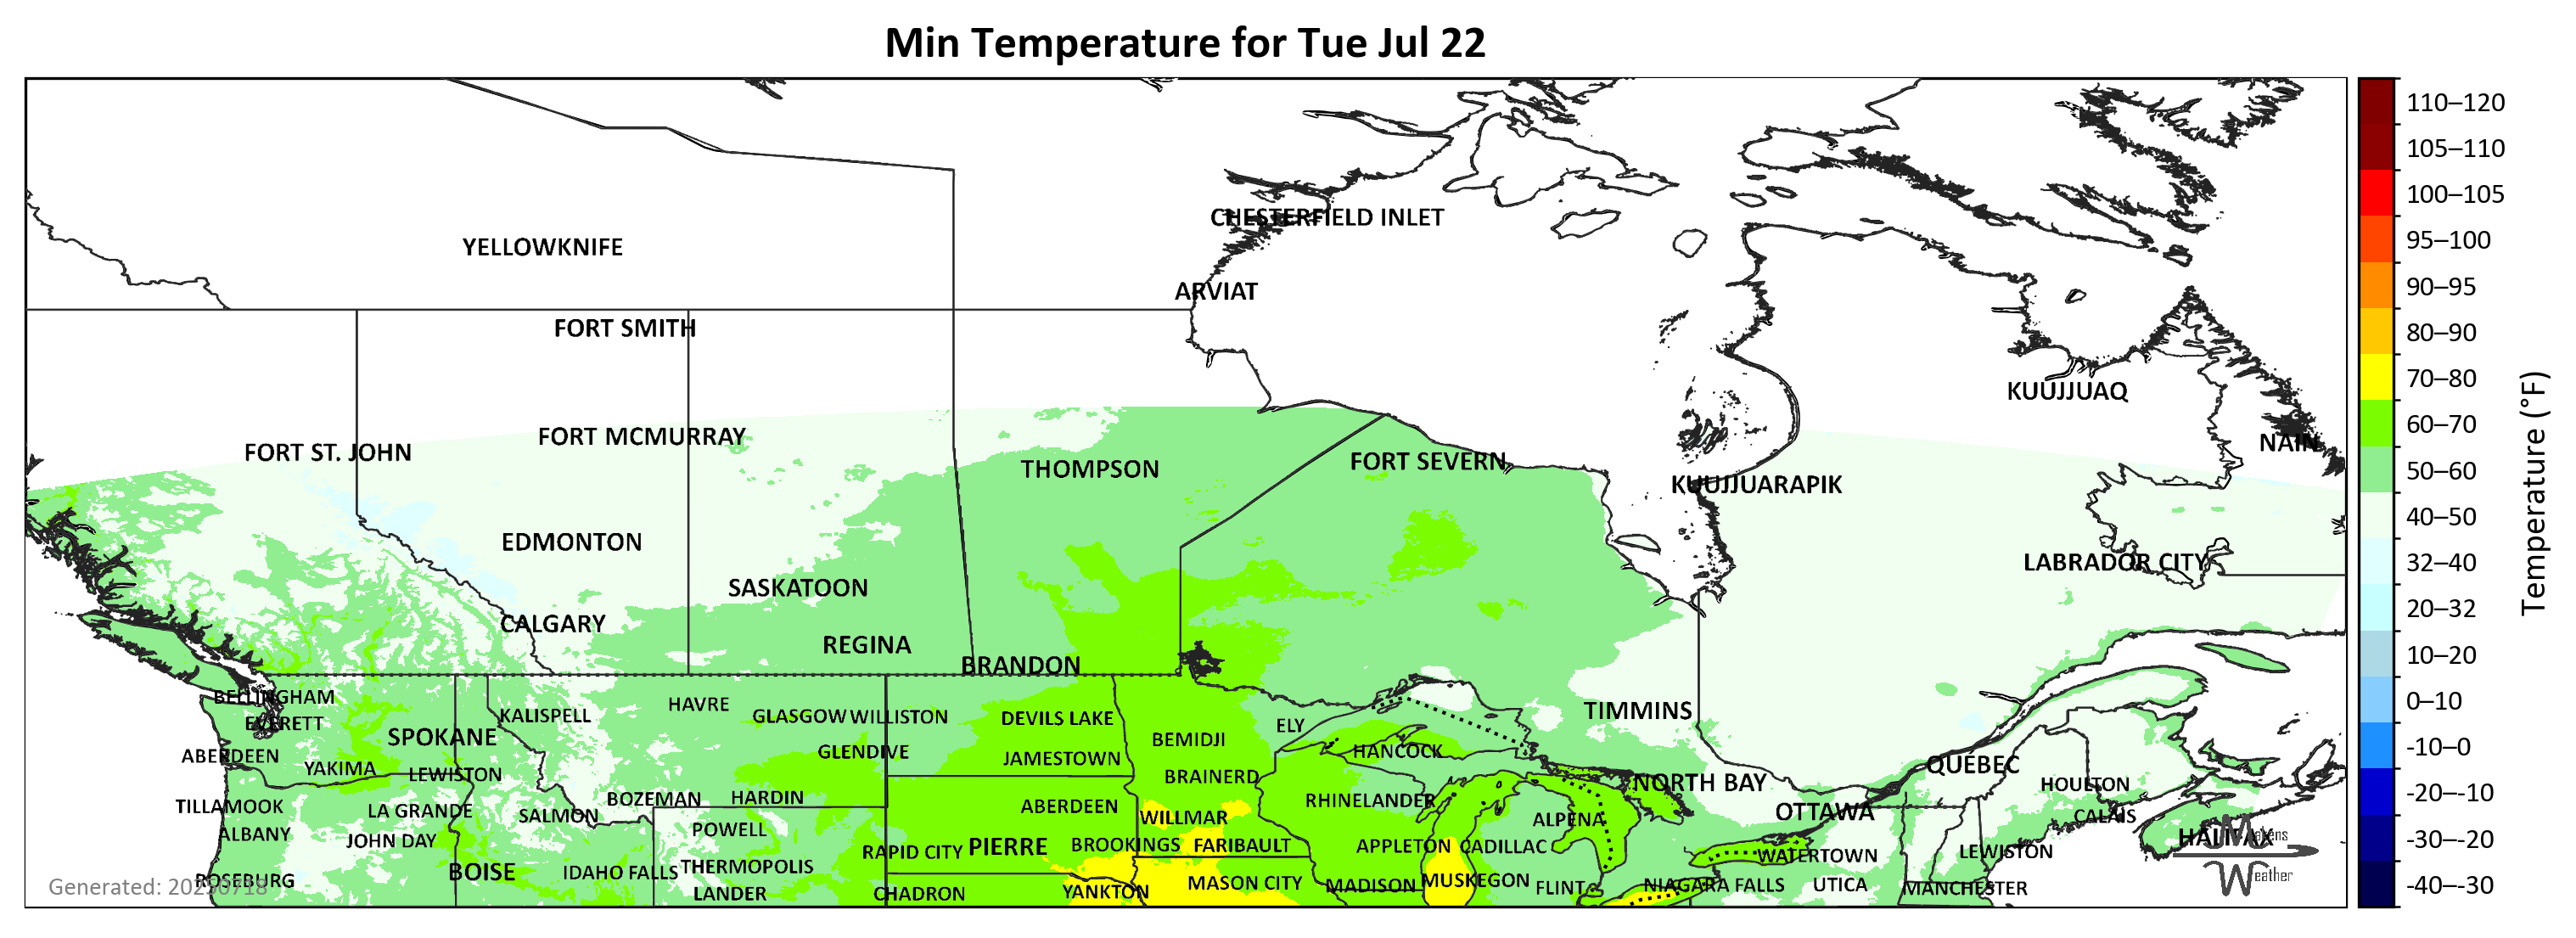 Min Temperature for Tue Jul 22
110–120
105–110
100–105
95–100
90–95
80–90
70–80
60–70
50–60
40–50
32–40
20–32
10–20
0–10
-10–0
-20–-10
-30–-20
-40–-30
Temperature (°F)
CHESTERFIELD INLET
YELLOWKNIFE
ARVIAT
FORT SMITH
KUUJJUAQ
FORT MCMURRAY
NAIN
FORT ST. JOHN
THOMPSON
FORT SEVERN
KUUJJUARAPIK
EDMONTON
LABRADOR CITY
SASKATOON
CALGARY
REGINA
BRANDON
BELLINGHAM
HAVRE
KALISPELL
GLASGOW
WILLISTON
DEVILS LAKE
TIMMINS
EVERETT
ELY
SPOKANE
BEMIDJI
ABERDEEN
GLENDIVE
JAMESTOWN
HANCOCK
QUÉBEC
YAKIMA
LEWISTON
BRAINERD
NORTH BAY
HOULTON
TILLAMOOK
LA GRANDE
SALMON
BOZEMAN
HARDIN
ABERDEEN
WILLMAR
RHINELANDER
ALPENA
OTTAWA
CALAIS
ALBANY
JOHN DAY
POWELL
RAPID CITY
PIERRE
BROOKINGS
FARIBAULT
APPLETON
CADILLAC
WATERTOWN
LEWISTON
HALIFAX
Makens
Weather
ROSEBURG
BOISE
IDAHO FALLS
THERMOPOLIS
LANDER
CHADRON
YANKTON
MASON CITY
MADISON
MUSKEGON
FLINT
NIAGARA FALLS
UTICA
MANCHESTER
Generated: 20250718